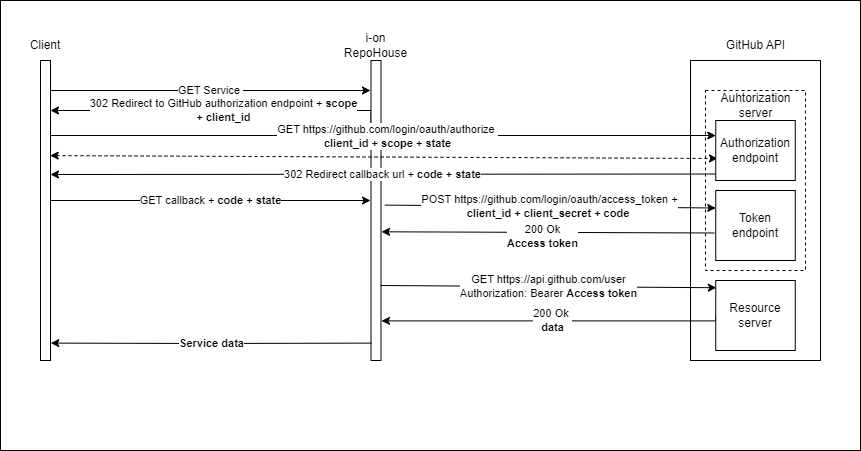 Client
i-on
RepoHouse
GitHub API
GET Service
302 Redirect to GitHub authorization endpoint + scope
+ client_id
Auhtorization
server
GET https://github.com/login/oauth/authorize
client_id + scope + state
Authorization
endpoint
302 Redirect callback url + code + state
GET callback + code + state
POST https://github.com/login/oauth/access_token +
client_id + client_secret + code
Token
endpoint
200 Ok
Access token
GET https://api.github.com/user
Authorization: Bearer Access token
Resource
server
200 Ok
data
Service data